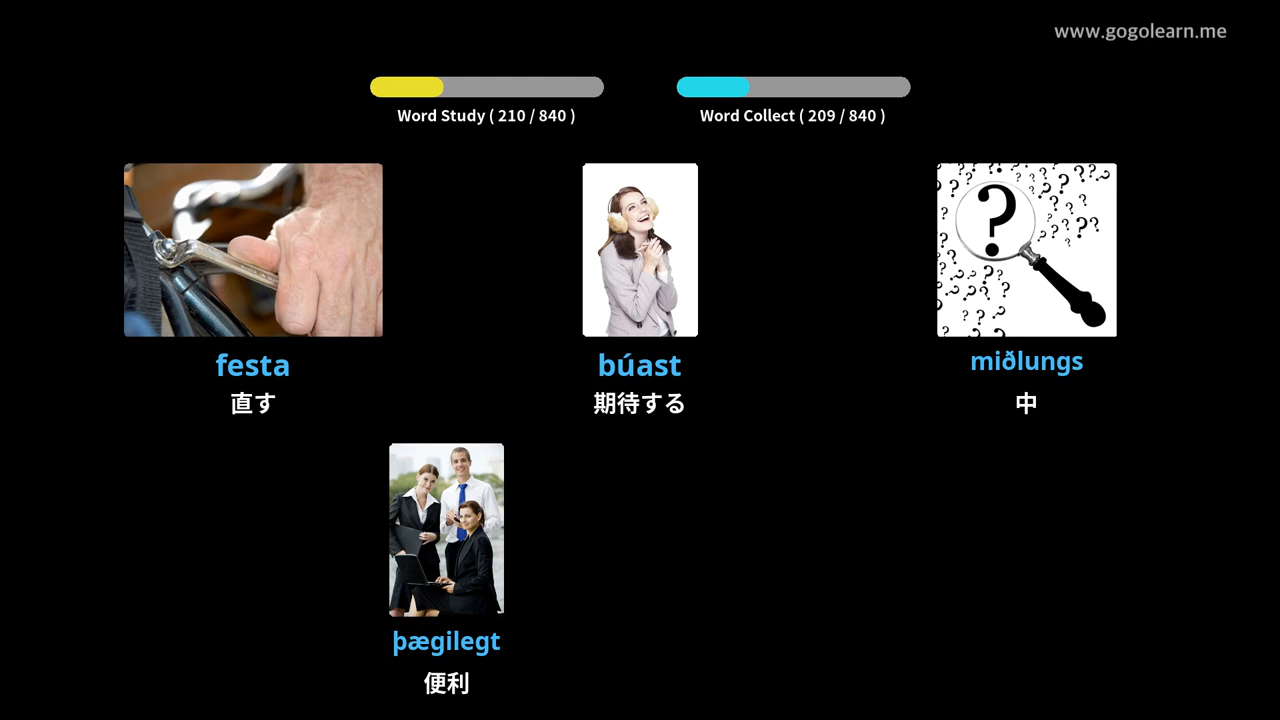 www.gogolearn.me
Word Study ( 210 / 840 )
Word Collect ( 209 / 840 )
festa
直す
búast
期待する
miðlungs
中
þægilegt
便利